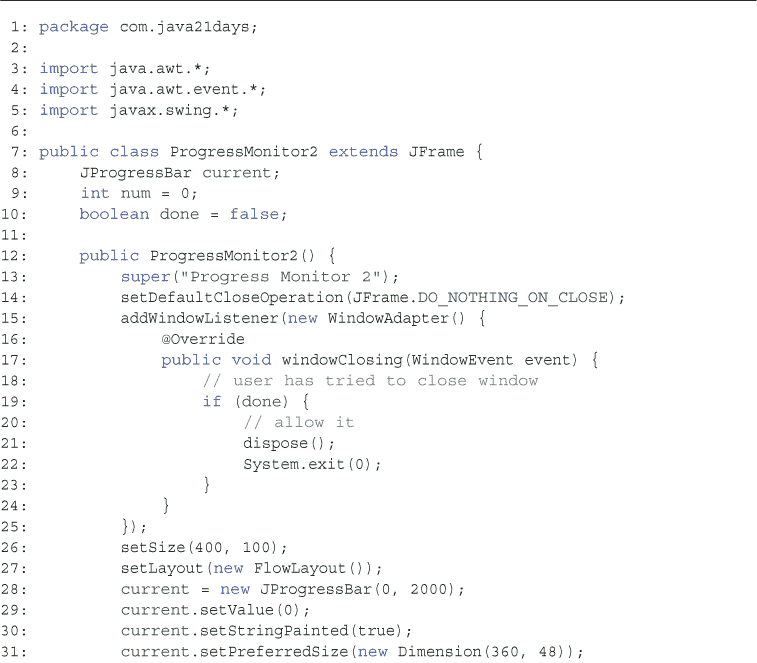 1: package com.java21days;
2:
3: import java.awt.*;
4: import java.awt.event.*;
5: import javax.swing.*;
6:
7: public class ProgressMonitor2 extends JFrame {
8:     JProgressBar current;
9:     int num = 0;
10:     boolean done = false;
11:
12:     public ProgressMonitor2() {
13:         super("Progress Monitor 2");
14:         setDefaultCloseOperation(JFrame.DO_NOTHING_ON_CLOSE);
15:         addWindowListener(new WindowAdapter() {
16:             @Override
17:             public void windowClosing(WindowEvent event) {
18:                 // user has tried to close window
19:                 if (done) {
20:                     // allow it
21:                     dispose();
22:                     System.exit(0);
23:                 }
24:             }
25:         });
26:         setSize(400, 100);
27:         setLayout(new FlowLayout());
28:         current = new JProgressBar(0, 2000);
29:         current.setValue(0);
30:         current.setStringPainted(true);
31:         current.setPreferredSize(new Dimension(360, 48));